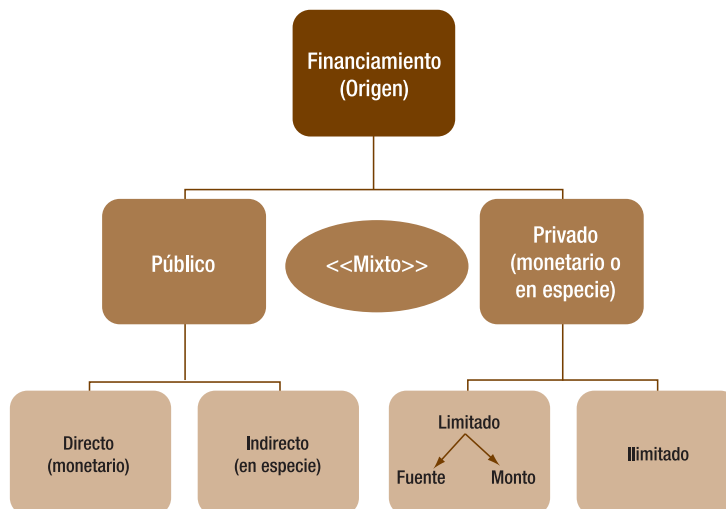 Financiamiento
(Origen)
Público
<<Mixto>>
Privado
(monetario o
en especie)
Directo
(monetario)
Indirecto
(en especie)
Limitado
Fuente Monto
Ilimitado